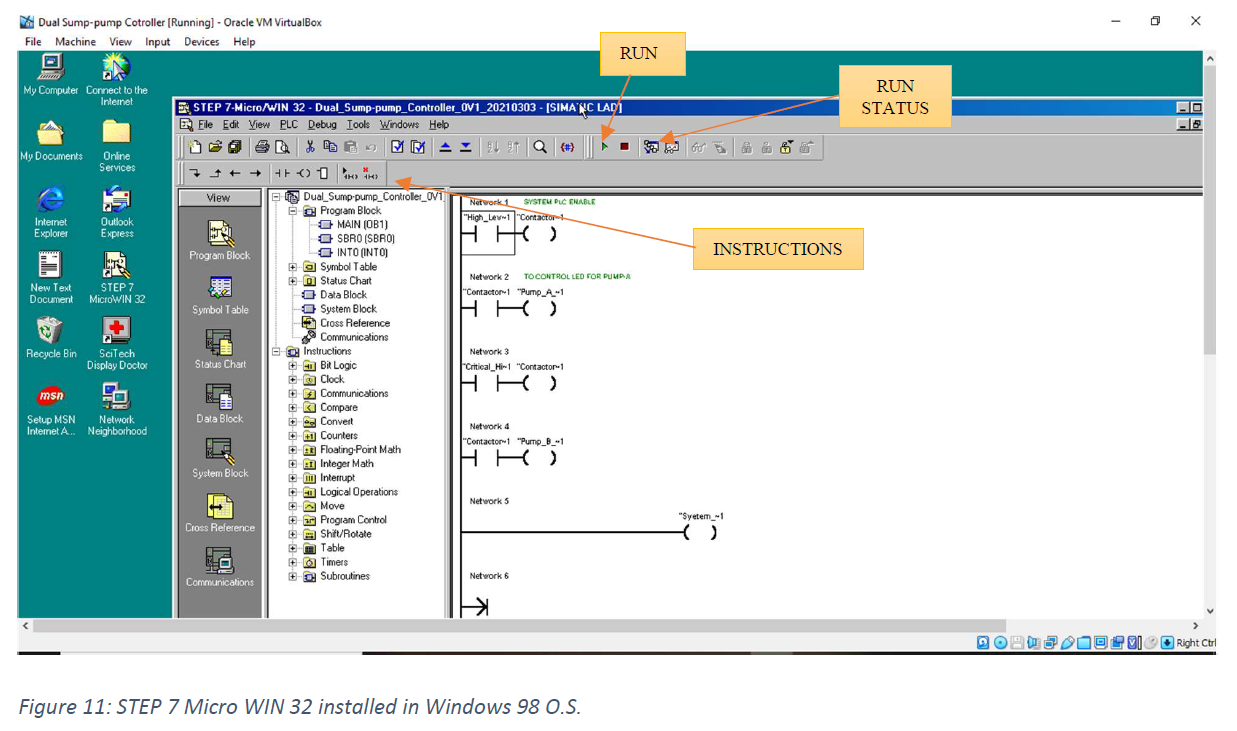 Dual Sump-pump Cotroller [Running] - Oracle VM VirtualBox
File Machine View Input Devices Help
RUN
RUN STATUS
INSTRUCTIONS
My Computer
Connect to the Internet
My Documents
Online Services
Internet Explorer
Outlook Express
New Text Document
STEP 7 MicroWIN 32
Recycle Bin
SciTech Display Doctor
msn
Setup MSN Internet A...
Network Neighborhood
STEP 7-Micro/WIN 32 - Dual_Sump-pump_Controller_0V1_20210303 - [SIMATIC LAD]
File Edit View PLC Debug Tools Windows Help
View
Program Block
Symbol Table
Status Chart
Data Block
System Block
Cross Reference
Communications
Dual_Sump-pump_Controller_0V1
Program Block
MAIN (OB1)
SBR0 (SBR0)
INT0 (INT0)
Symbol Table
Status Chart
Data Block
System Block
Cross Reference
Communications
Instructions
Bit Logic
Clock
Communications
Compare
Convert
Counters
Floating-Point Math
Integer Math
Interrupt
Logical Operations
Move
Program Control
Shift/Rotate
Table
Timers
Subroutines
Network 1 SYSTEM PLC ENABLE
"High_Lev~1 "Contactor~1
Network 2 TO CONTROL LED FOR PUMP-A
"Contactor~1 "Pump_A_~1
Network 3
"Critical_Hi~1 "Contactor~1
Network 4
"Contactor~1 "Pump_B_~1
Network 5
"System_~1
Network 6
Right Ctrl
Figure 11: STEP 7 Micro WIN 32 installed in Windows 98 O.S.